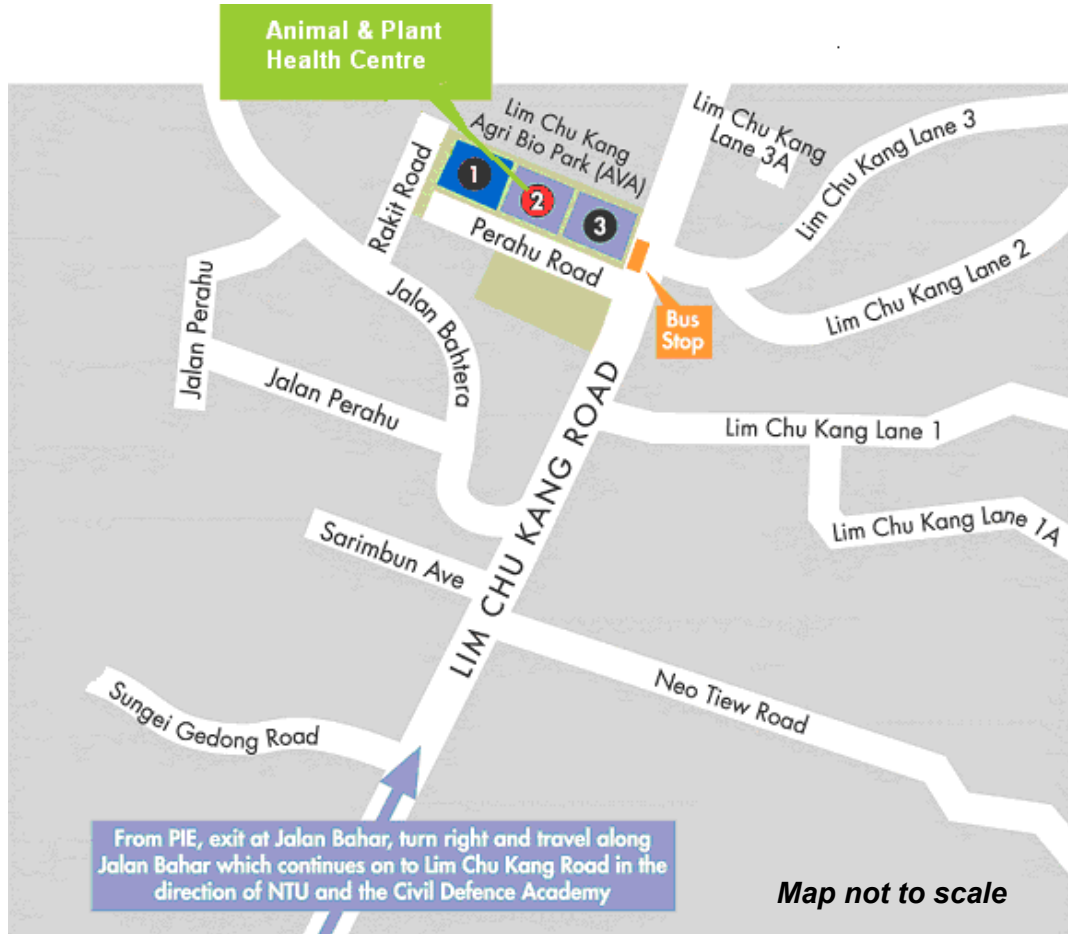 Animal & Plant
Health Centre
Lim Chu Kang
Agri Bio Park (AVA)
Lim Chu Kang
Lane 3A
Lim Chu Kang Lane 3
Rakit Road
1
2
3
Perahu Road
Lim Chu Kang Lane 2
Bus
Stop
Jalan Perahu
Jalan Bahtera
Jalan Perahu
LIM CHU KANG ROAD
Lim Chu Kang Lane 1
Lim Chu Kang Lane 1A
Sarimbun Ave
Neo Tiew Road
Sungei Gedong Road
From PIE, exit at Jalan Bahar, turn right and travel along
Jalan Bahar which continues on to Lim Chu Kang Road in the
direction of NTU and the Civil Defence Academy
Map not to scale